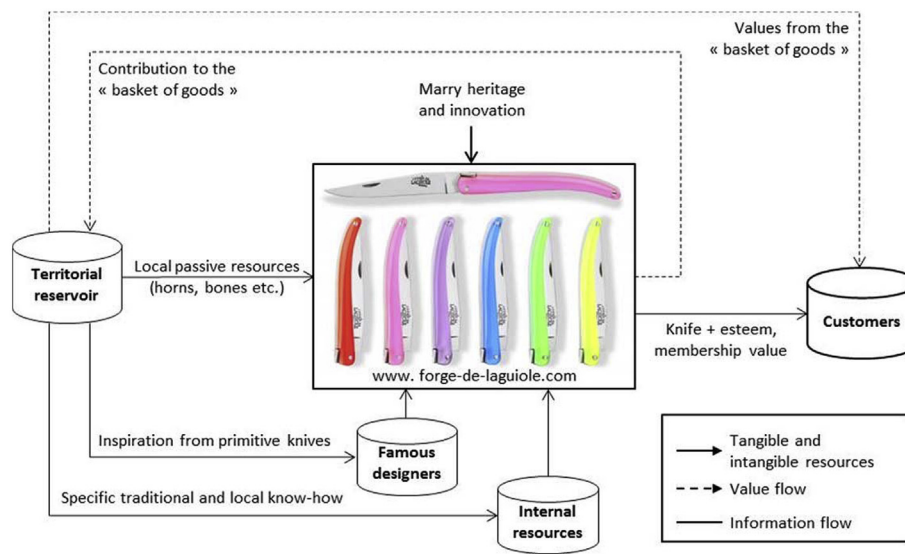 Values from the
« basket of goods »
Contribution to the
« basket of goods »
Marry heritage
and innovation
Territorial
reservoir
Local passive resources
(horns, bones etc.)
Customers
Knife + esteem,
membership value
www. forge-de-laguiole.com
Inspiration from primitive knives
Famous
designers
Specific traditional and local know-how
Internal
resources
Tangible and
intangible resources
Value flow
Information flow